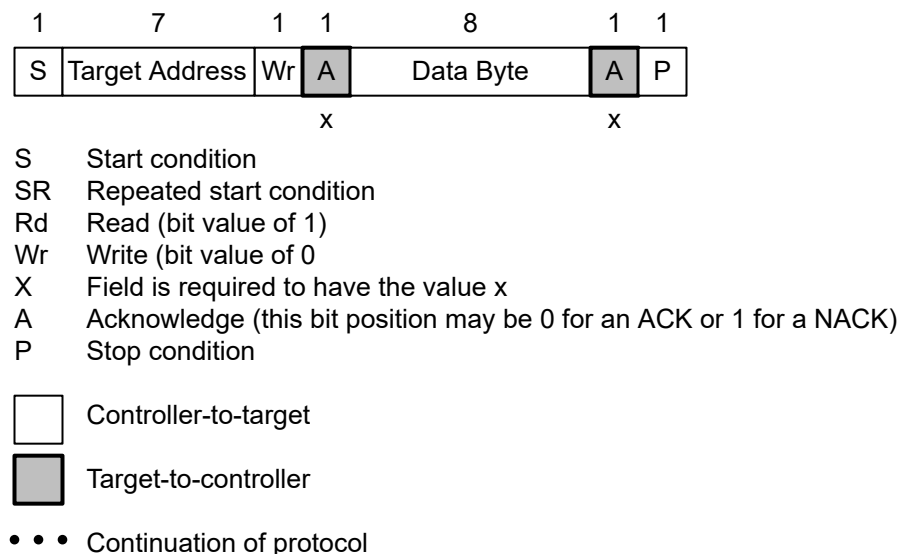 1 7 1 1 8 1 1
S Target Address Wr A Data Byte A P
x x
S Start condition
SR Repeated start condition
Rd Read (bit value of 1)
Wr Write (bit value of 0
X Field is required to have the value x
A Acknowledge (this bit position may be 0 for an ACK or 1 for a NACK)
P Stop condition
Controller-to-target
Target-to-controller
• • • Continuation of protocol